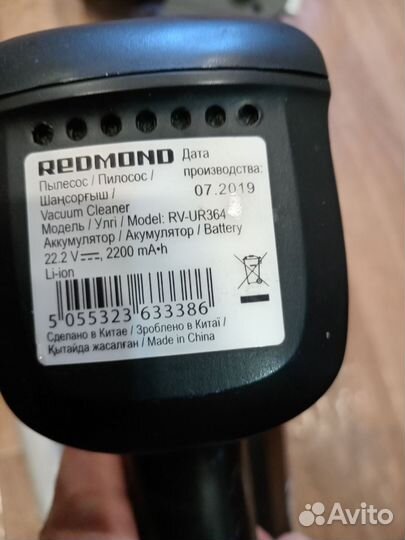 REDMOND
Дата производства:
07.2019
Пылесос / Пилосос /
Шаңсорғыш /
Vacuum Cleaner
Модель / Улгі / Model: RV-UR364
Аккумулятор / Акумулятор / Battery
22.2 V⎓, 2200 mA•h
Li-ion
5 055323 633386
Сделано в Китае / Зроблено в Китаї /
Қытайда жасалған / Made in China
Avito